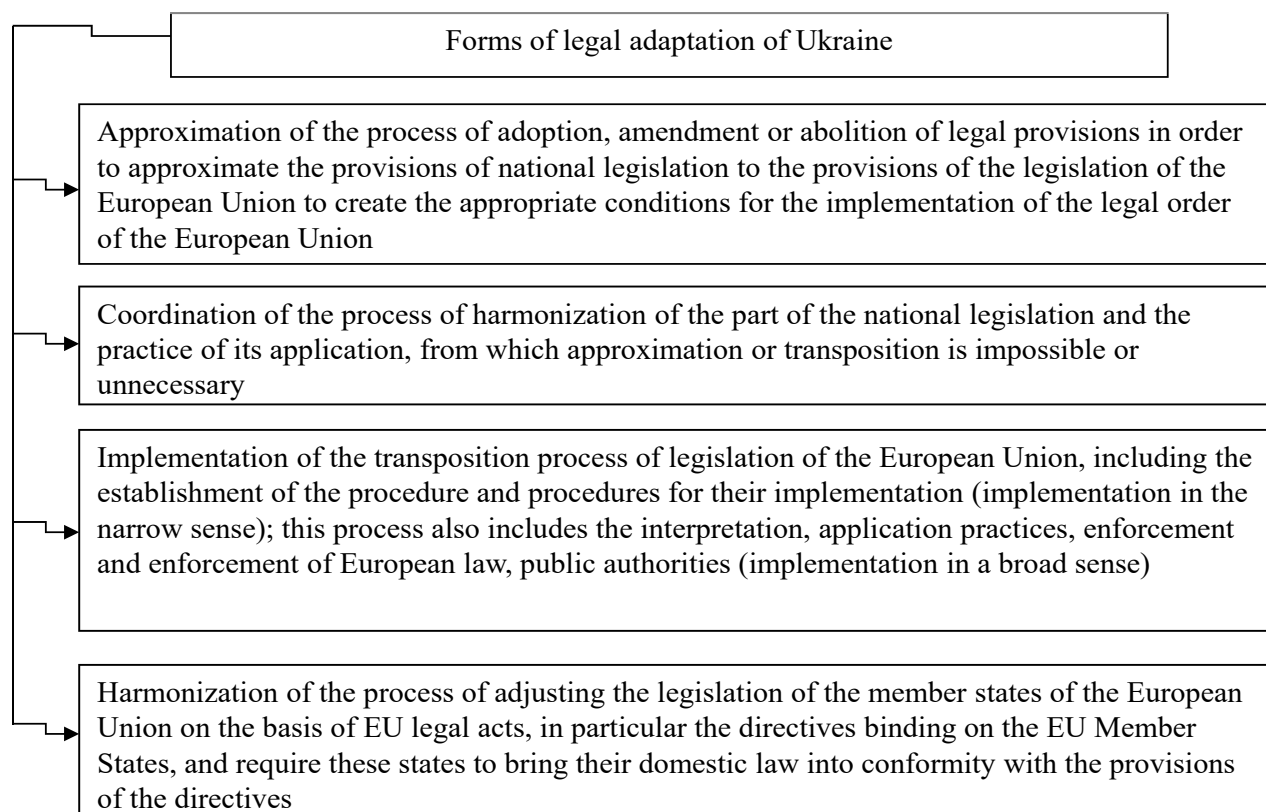 Forms of legal adaptation of Ukraine
Approximation of the process of adoption, amendment or abolition of legal provisions in order
to approximate the provisions of national legislation to the provisions of the legislation of the
European Union to create the appropriate conditions for the implementation of the legal order
of the European Union
Coordination of the process of harmonization of the part of the national legislation and the
practice of its application, from which approximation or transposition is impossible or
unnecessary
Implementation of the transposition process of legislation of the European Union, including the
establishment of the procedure and procedures for their implementation (implementation in the
narrow sense); this process also includes the interpretation, application practices, enforcement
and enforcement of European law, public authorities (implementation in a broad sense)
Harmonization of the process of adjusting the legislation of the member states of the European
Union on the basis of EU legal acts, in particular the directives binding on the EU Member
States, and require these states to bring their domestic law into conformity with the provisions
of the directives